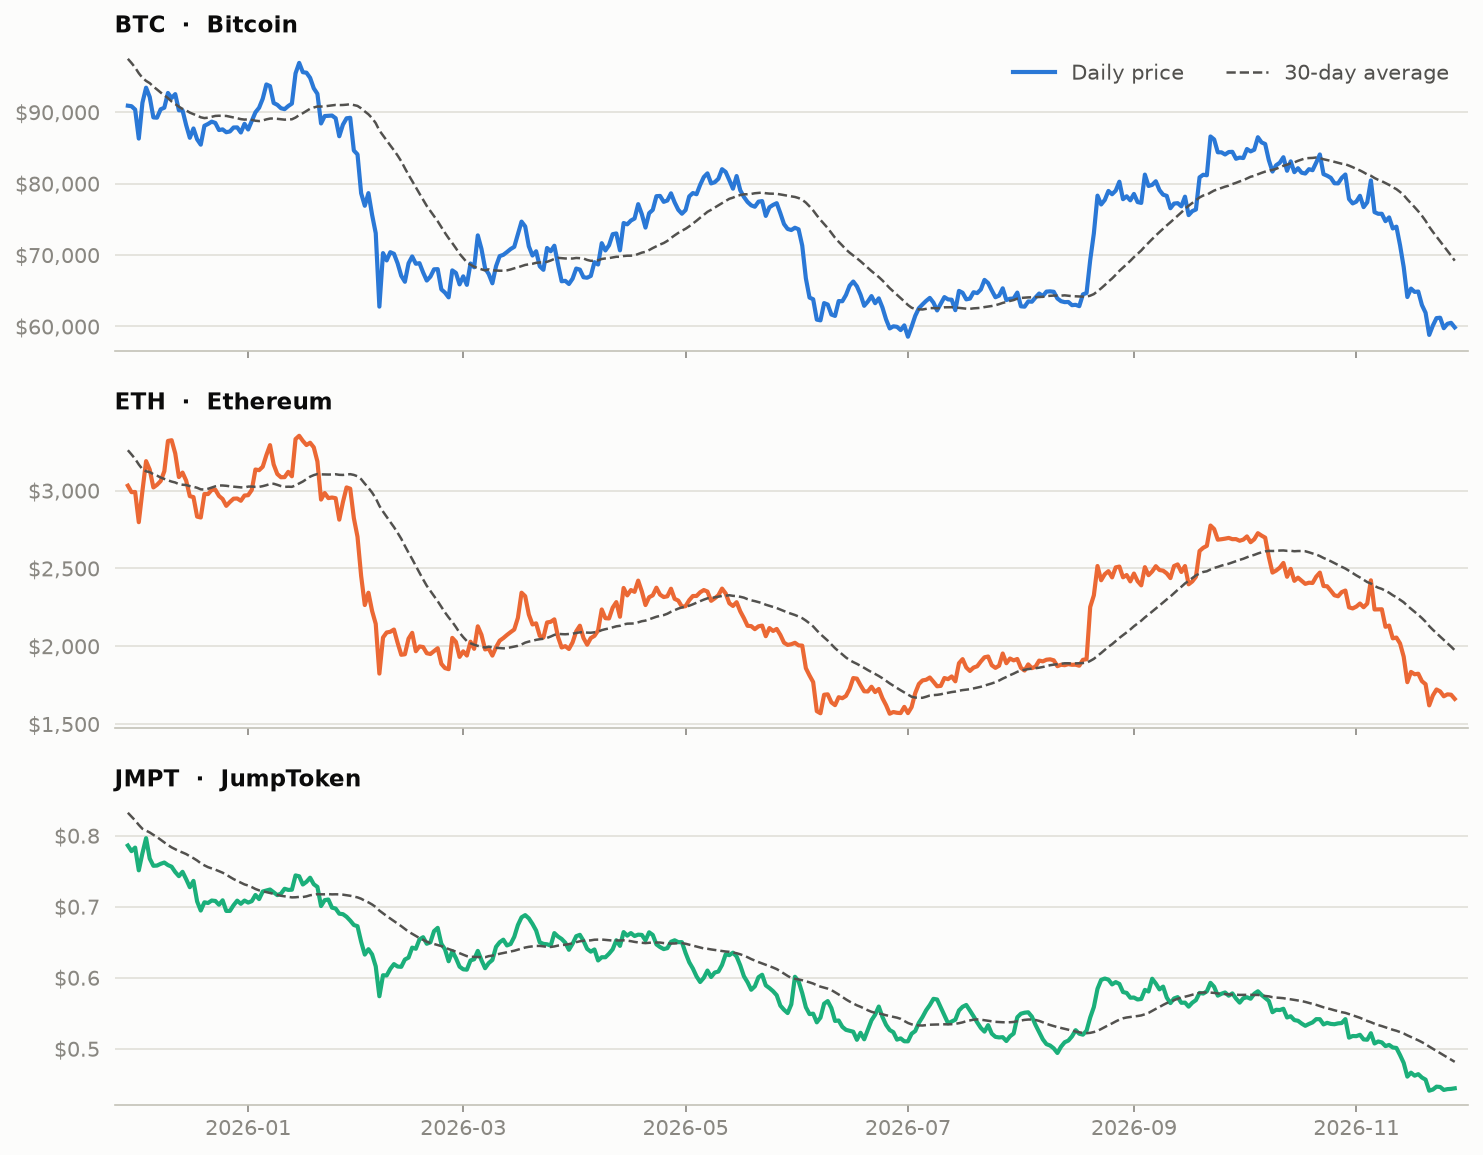 BTC · Bitcoin
Daily price
30-day average
$90,000
$80,000
$70,000
$60,000
ETH · Ethereum
$3,000
$2,500
$2,000
$1,500
JMPT · JumpToken
$0.8
$0.7
$0.6
$0.5
2026-01 2026-03 2026-05 2026-07 2026-09 2026-11